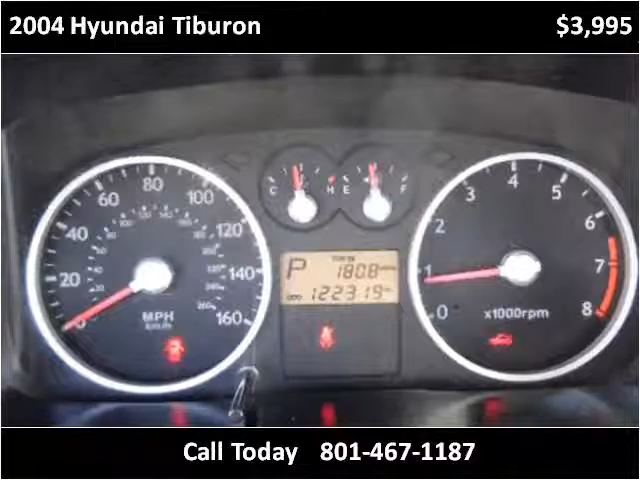 2004 Hyundai Tiburon $3,995
80
60 100
40 120
20 140
0 160
MPH
C H E F
P 180.8
122319
4
3 5
2 6
1 7
0 x1000rpm 8
Call Today 801-467-1187